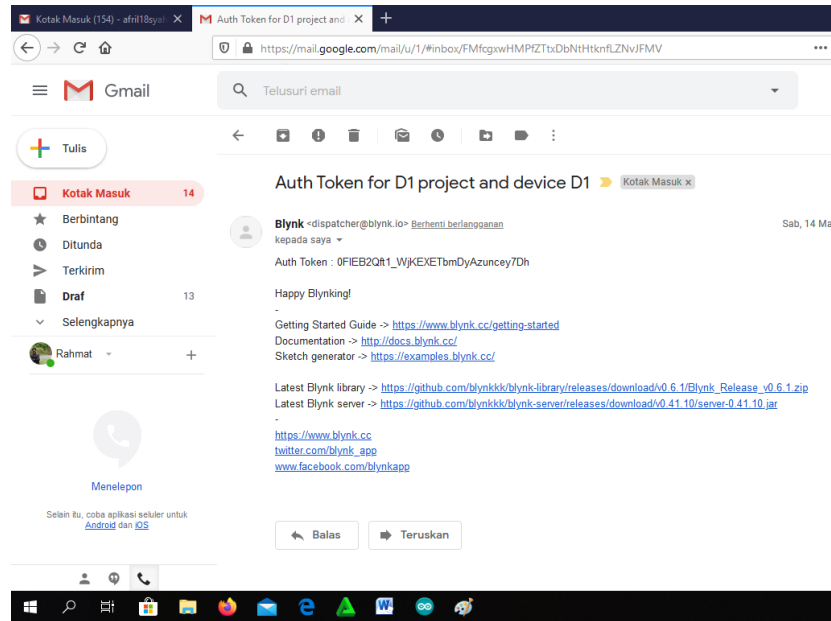 Kotak Masuk (154) - afril18syah
Auth Token for D1 project and
https://mail.google.com/mail/u/1/#inbox/FMfcgxwHMPfZTtxDbNtHtknfLZNvJFMV
Gmail
Telusuri email
Tulis
Auth Token for D1 project and device D1
Kotak Masuk x
Kotak Masuk 14
Berbintang
Ditunda
Terkirim
Draf 13
Selengkapnya
Rahmat
Blynk <dispatcher@blynk.io> Berhenti berlangganan
Sab, 14 Ma
kepada saya
Auth Token : 0FIEB2Qft1_WjKEXETbmDyAzuncey7Dh
Happy Blynking!
-
Getting Started Guide -> https://www.blynk.cc/getting-started
Documentation -> http://docs.blynk.cc/
Sketch generator -> https://examples.blynk.cc/
Latest Blynk library -> https://github.com/blynkkk/blynk-library/releases/download/v0.6.1/Blynk_Release_v0.6.1.zip
Latest Blynk server -> https://github.com/blynkkk/blynk-server/releases/download/v0.41.10/server-0.41.10.jar
-
https://www.blynk.cc
twitter.com/blynk_app
www.facebook.com/blynkapp
Menelepon
Selain itu, coba aplikasi seluler untuk
Android dan iOS
Balas
Teruskan